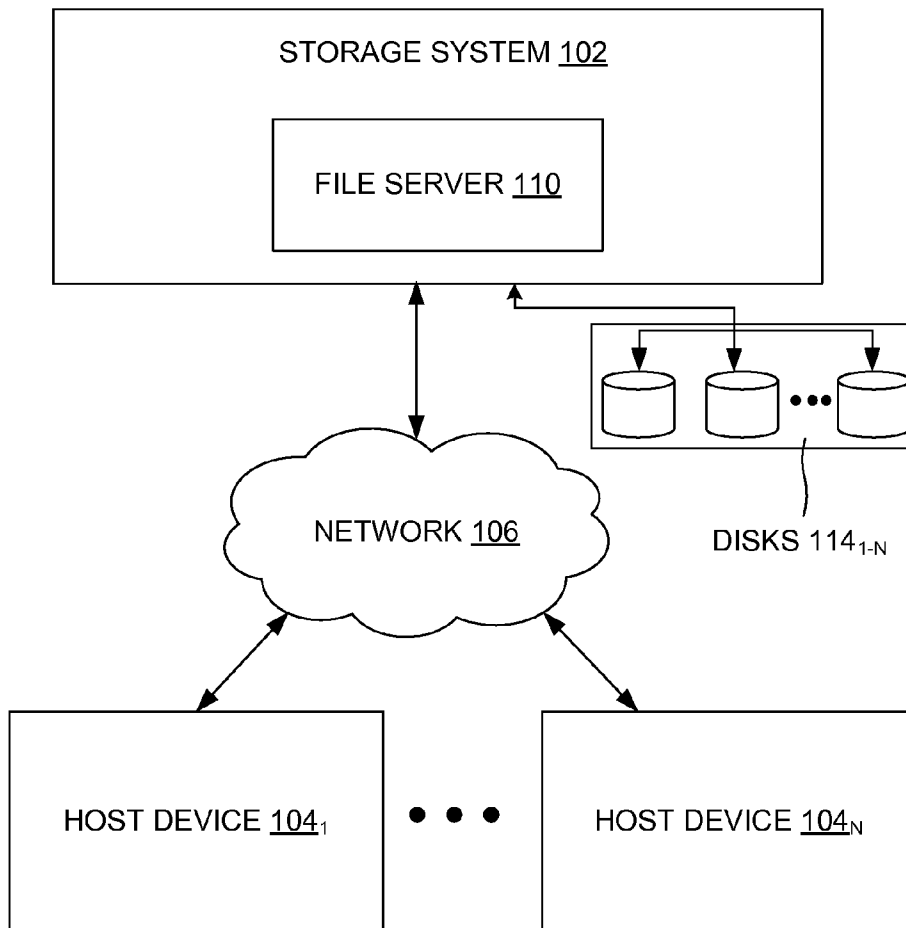 STORAGE SYSTEM 102
FILE SERVER 110
NETWORK 106
DISKS 114₁₋N
HOST DEVICE 104₁
HOST DEVICE 104N